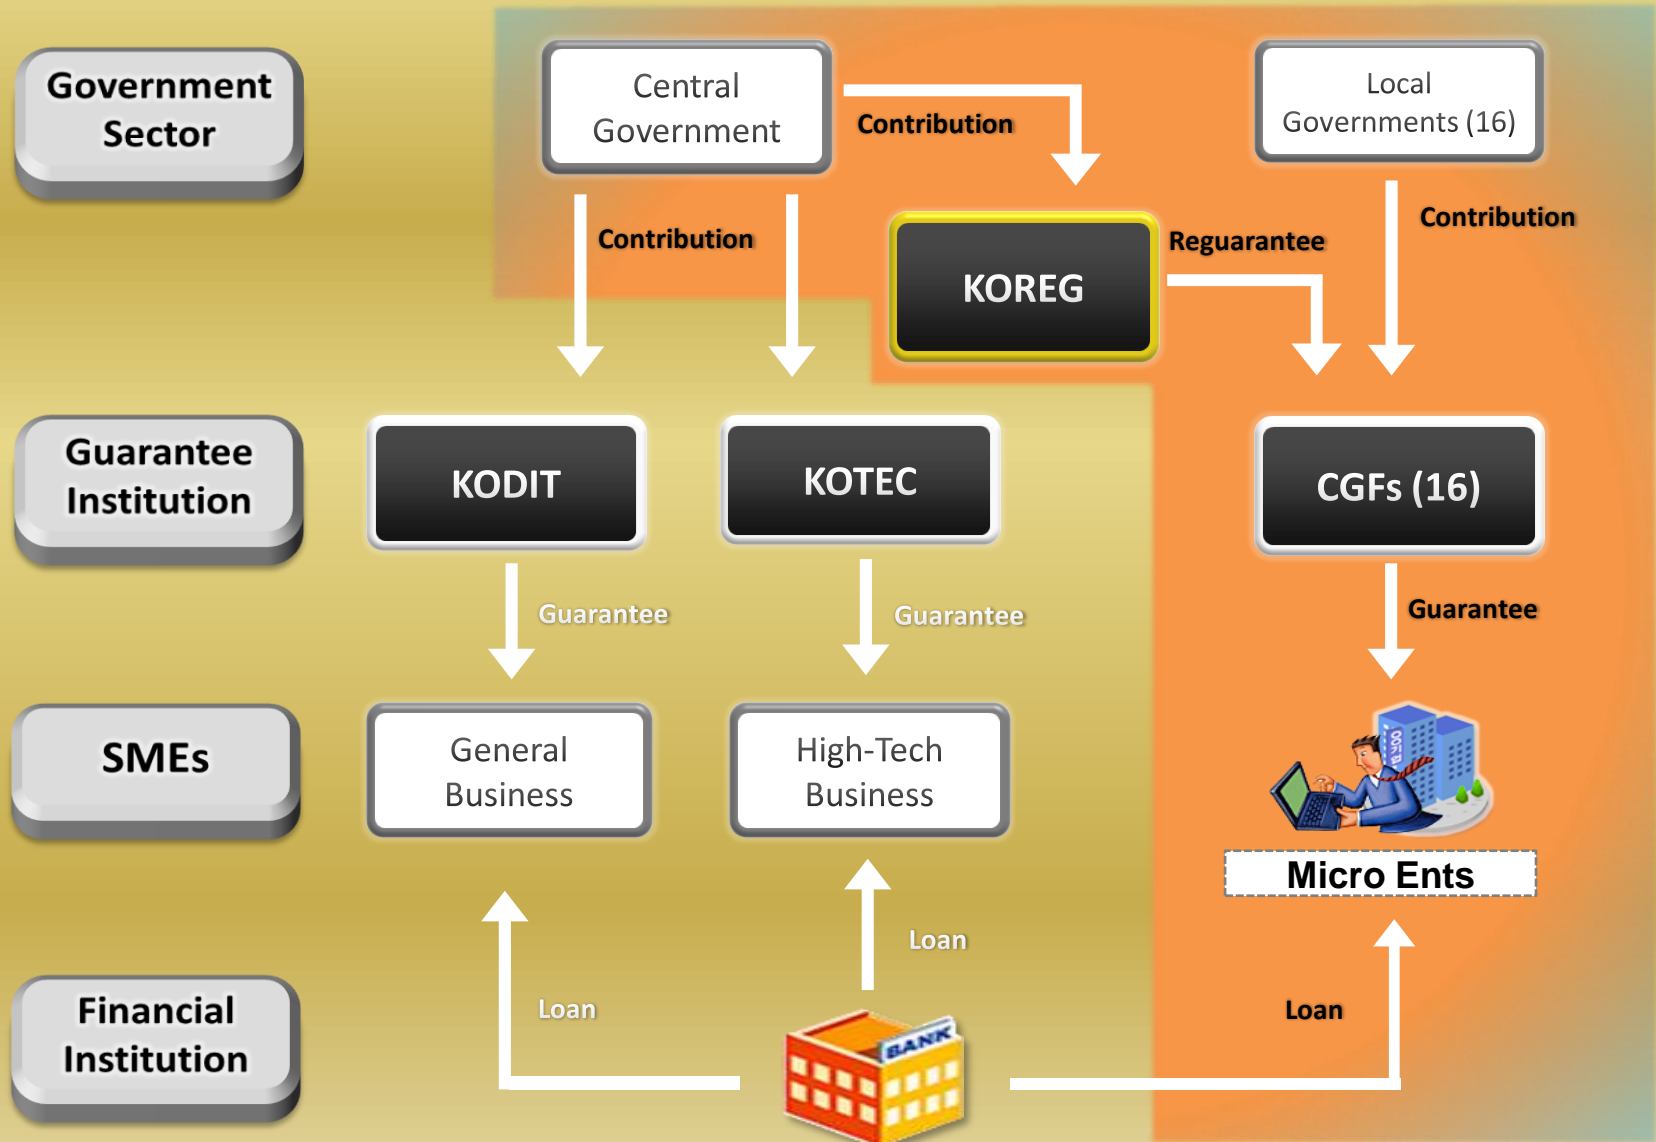 Government
Sector
Central
Government
Contribution
Local
Governments (16)
Contribution
Contribution
Reguarantee
KOREG
Guarantee
Institution
KODIT
KOTEC
CGFs (16)
Guarantee
Guarantee
Guarantee
SMEs
General
Business
High-Tech
Business
Micro Ents
Loan
Loan
Loan
Financial
Institution
BANK